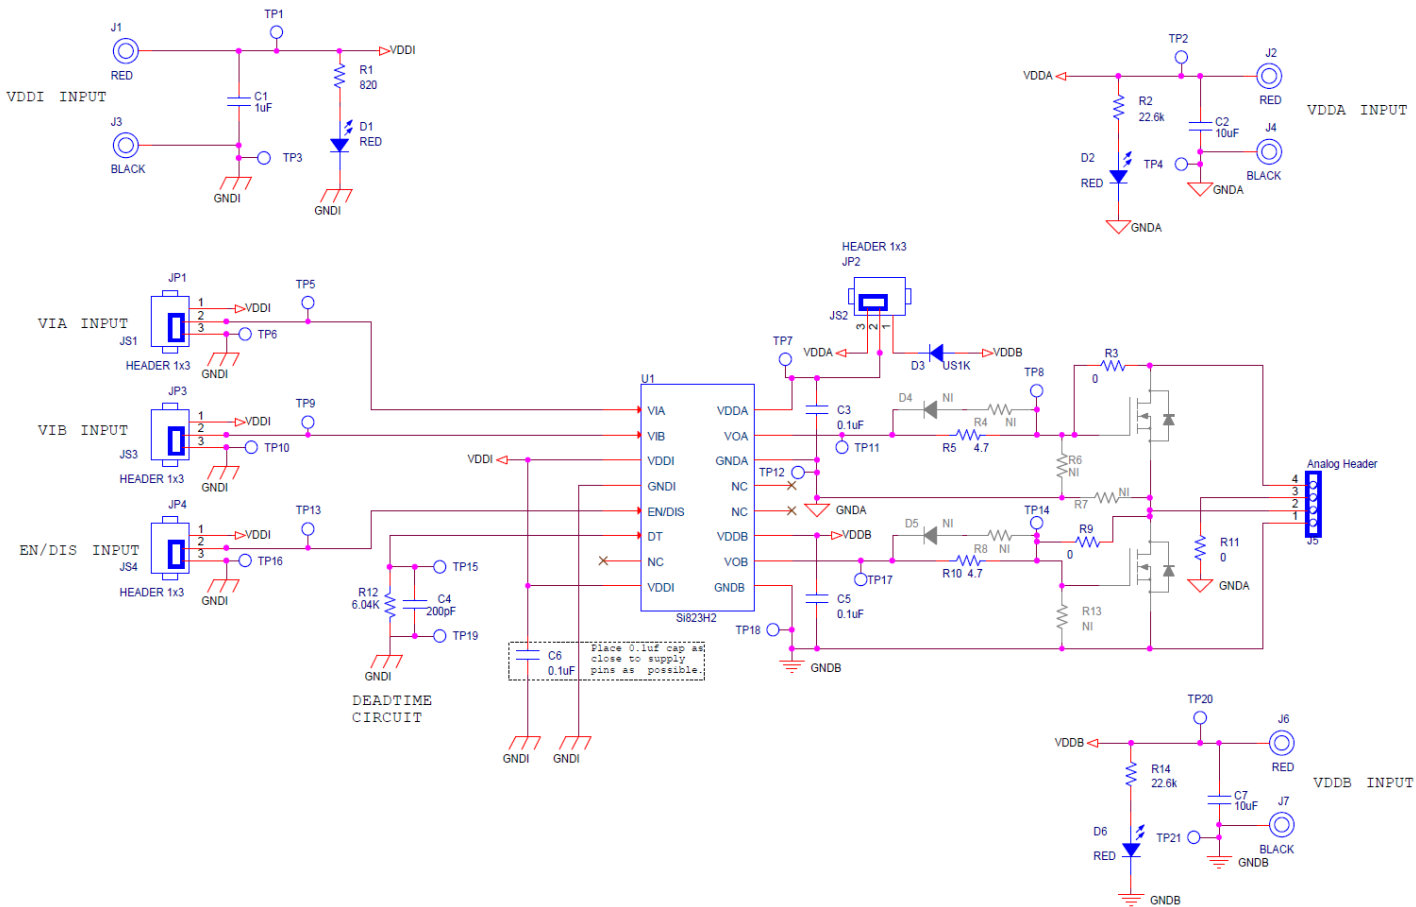 J1
TP1
VDDI
RED
R1
820
VDDI INPUT
C1
1uF
D1
RED
J3
TP3
BLACK
GNDI
GNDI
TP2
J2
VDDA
RED
R2
22.6k
VDDA INPUT
C2
10uF
J4
D2
TP4
RED
BLACK
GNDA
GNDA
HEADER 1x3
JP2
JS2
3
2
1
VDDA
D3
US1K
VDDB
JP1
TP5
1
VDDI
2
VIA INPUT
3
TP6
JS1
HEADER 1x3
GNDI
JP3
TP9
1
VDDI
2
VIB INPUT
3
TP10
JS3
HEADER 1x3
GNDI
JP4
TP13
1
VDDI
2
EN/DIS INPUT
3
TP16
JS4
HEADER 1x3
GNDI
VDDI
U1
VIA
VIB
VDDI
GNDI
EN/DIS
DT
NC
VDDI
VDDA
VOA
GNDA
NC
NC
VDDB
VOB
GNDB
Si823H2
TP7
C3
0.1uF
TP11
TP12
GNDA
D4
NI
R4
NI
R5
4.7
TP8
R3
0
R6
NI
R7
NI
VDDB
D5
NI
R8
NI
R10
4.7
TP14
R9
0
TP17
C5
0.1uF
TP18
GNDB
R13
NI
R11
0
GNDA
Analog Header
4
3
2
1
J5
TP15
R12
6.04K
C4
200pF
TP19
GNDI
DEADTIME
CIRCUIT
C6
0.1uF
Place 0.1uf cap as
close to supply
pins as possible.
GNDI
GNDI
TP20
J6
VDDB
RED
R14
22.6k
VDDB INPUT
C7
10uF
J7
D6
TP21
RED
BLACK
GNDB
GNDB